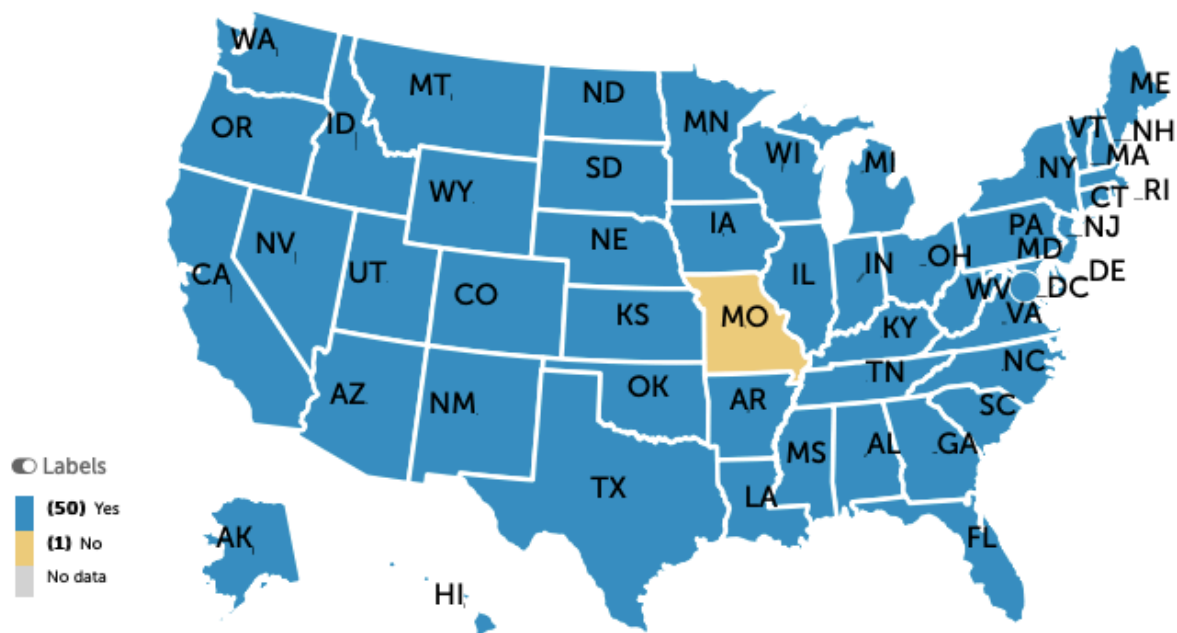 WA
MT
ND
MN
ME
OR
ID
VT
NH
WI
MI
NY
MA
SD
WY
CT
RI
IA
PA
NJ
NV
NE
MD
CA
UT
CO
IL
IN
OH
WV
DC
DE
KS
MO
KY
VA
AZ
NM
OK
AR
TN
NC
SC
MS
AL
GA
TX
LA
FL
AK
HI
Labels
(50) Yes
(1) No
No data